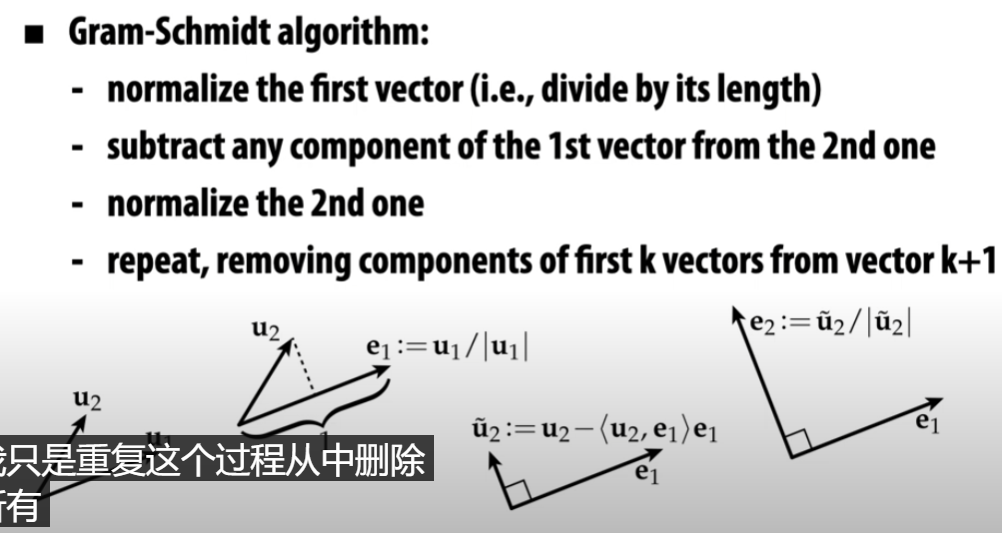 ■ Gram-Schmidt algorithm:
- normalize the first vector (i.e., divide by its length)
- subtract any component of the 1st vector from the 2nd one
- normalize the 2nd one
- repeat, removing components of first k vectors from vector k+1
u₂
u₂
e₁ := u₁/|u₁|
1
ũ₂ := u₂−⟨u₂, e₁⟩e₁
e₁
e₂ := ũ₂/|ũ₂|
e₁
只是重复这个过程从中删除
有